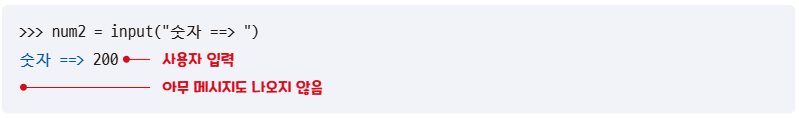 >>> num2 = input("숫자 ==> ")
숫자 ==> 200 사용자 입력
아무 메시지도 나오지 않음